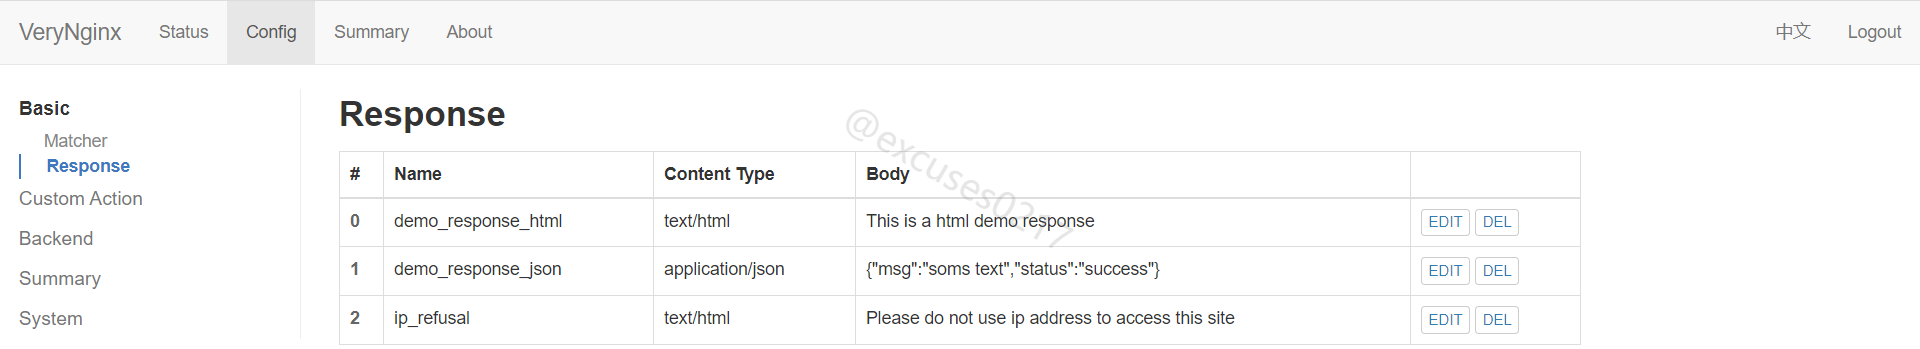 VeryNginx Status Config Summary About 中文 Logout
Basic
Matcher
Response
Custom Action
Backend
Summary
System
Response
# Name Content Type Body
0 demo_response_html text/html This is a html demo response EDIT DEL
1 demo_response_json application/json {"msg":"soms text","status":"success"} EDIT DEL
2 ip_refusal text/html Please do not use ip address to access this site EDIT DEL
@excuses0217